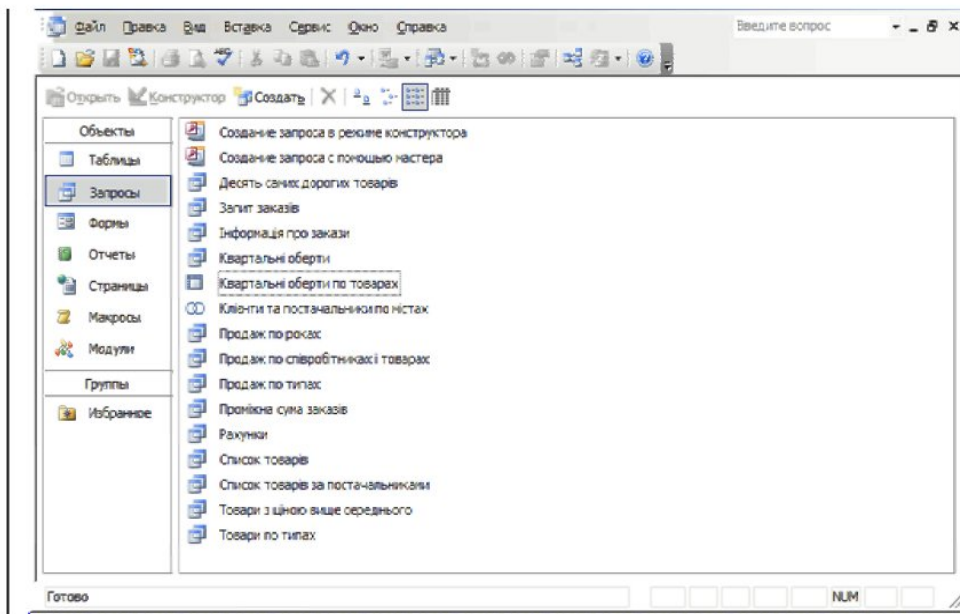 Файл Правка Вид Вставка Сервис Окно Справка Введите вопрос
Открыть Конструктор Создать
Объекты
Таблицы
Запросы
Формы
Отчеты
Страницы
Макросы
Модули
Группы
Избранное
Создание запроса в режиме конструктора
Создание запроса с помощью мастера
Десять самих дорогих товарів
Запит заказів
Інформація про закази
Квартальні оберти
Квартальні оберти по товарах
Клієнти та постачальники по містах
Продаж по роках
Продаж по співробітниках і товарах
Продаж по типах
Проміжна сума заказів
Рахунки
Список товарів
Список товарів за постачальниками
Товари з ціною вище середнього
Товари по типах
Готово NUM